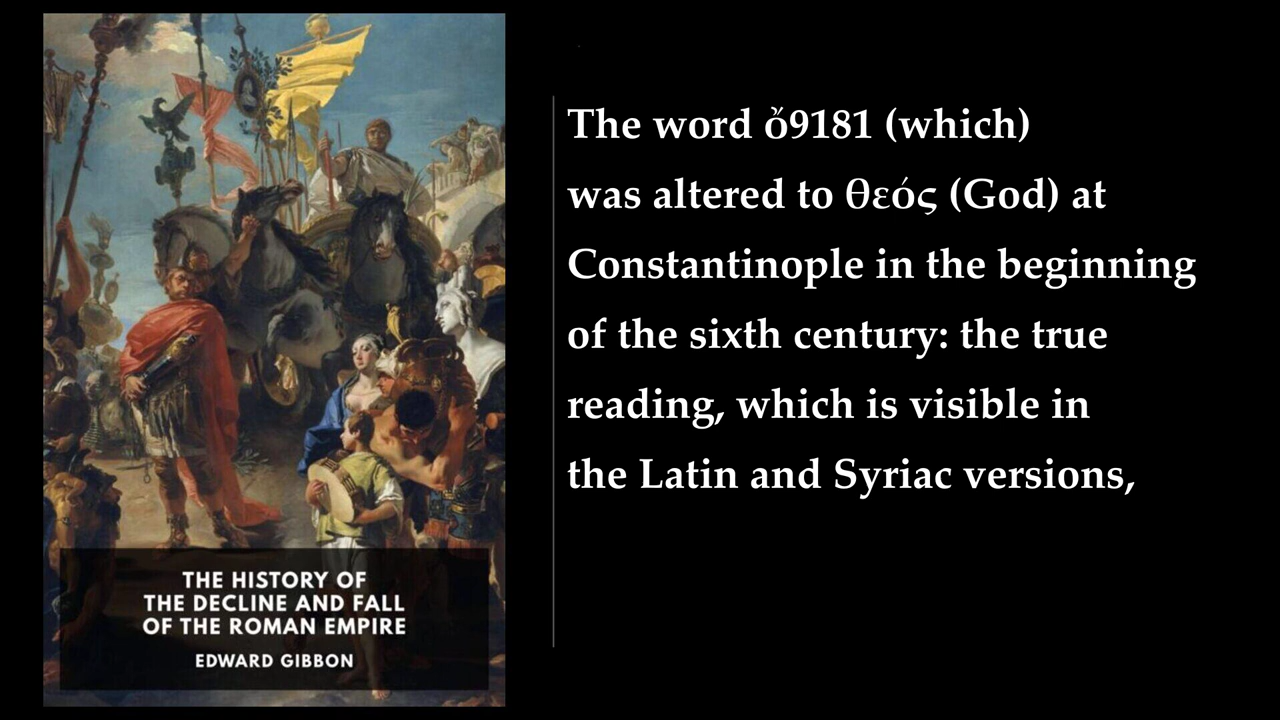 The word ὅ9181 (which)
was altered to θεός (God) at
Constantinople in the beginning
of the sixth century: the true
reading, which is visible in
the Latin and Syriac versions,
THE HISTORY OF
THE DECLINE AND FALL
OF THE ROMAN EMPIRE
EDWARD GIBBON